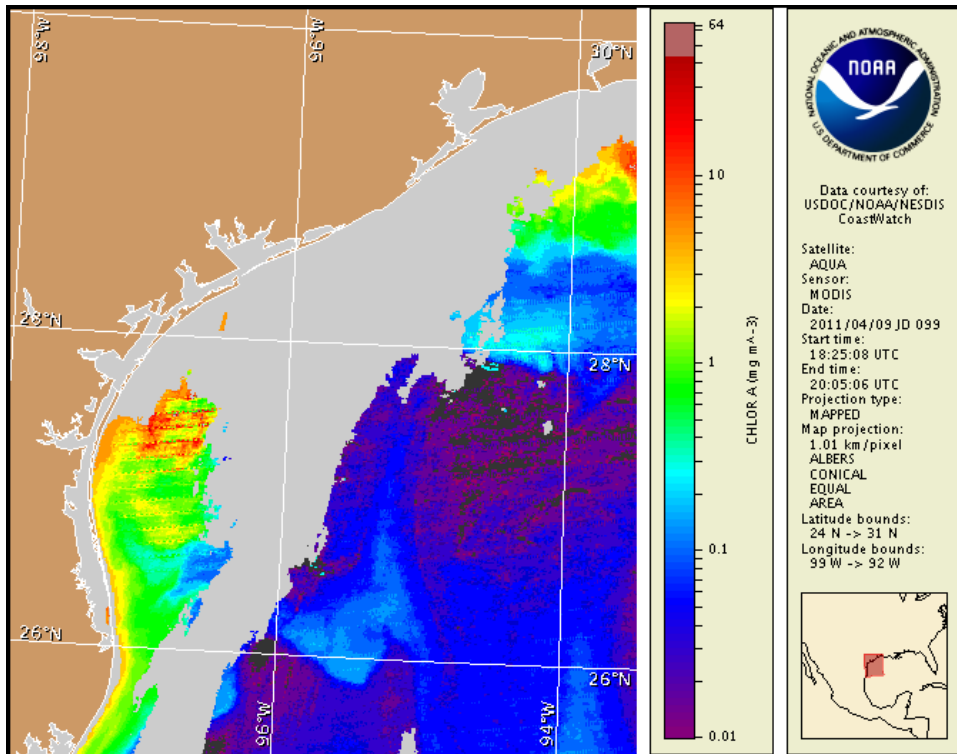 98°W
96°W
30°N
28°N
28°N
26°N
26°N
96°W
94°W
64
10
1
0.1
0.01
CHLOR A (mg m^-3)
NATIONAL OCEANIC AND ATMOSPHERIC ADMINISTRATION
NOAA
U.S. DEPARTMENT OF COMMERCE
Data courtesy of:
USDOC/NOAA/NESDIS
CoastWatch
Satellite:
AQUA
Sensor:
MODIS
Date:
2011/04/09 JD 099
Start time:
18:25:08 UTC
End time:
20:05:06 UTC
Projection type:
MAPPED
Map projection:
1.01 km/pixel
ALBERS
CONICAL
EQUAL
AREA
Latitude bounds:
24 N -> 31 N
Longitude bounds:
99 W -> 92 W